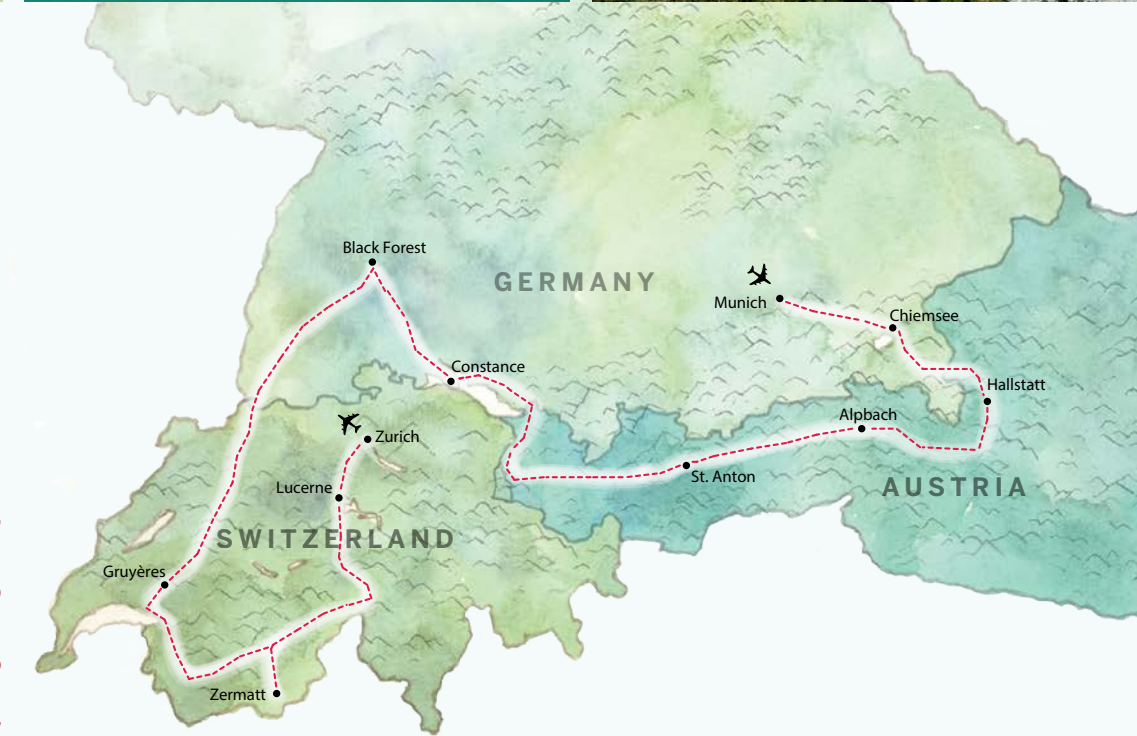 Black Forest
GERMANY
Munich
Chiemsee
Constance
Hallstatt
Alpbach
Zurich
St. Anton
Lucerne
AUSTRIA
SWITZERLAND
Gruyères
Zermatt